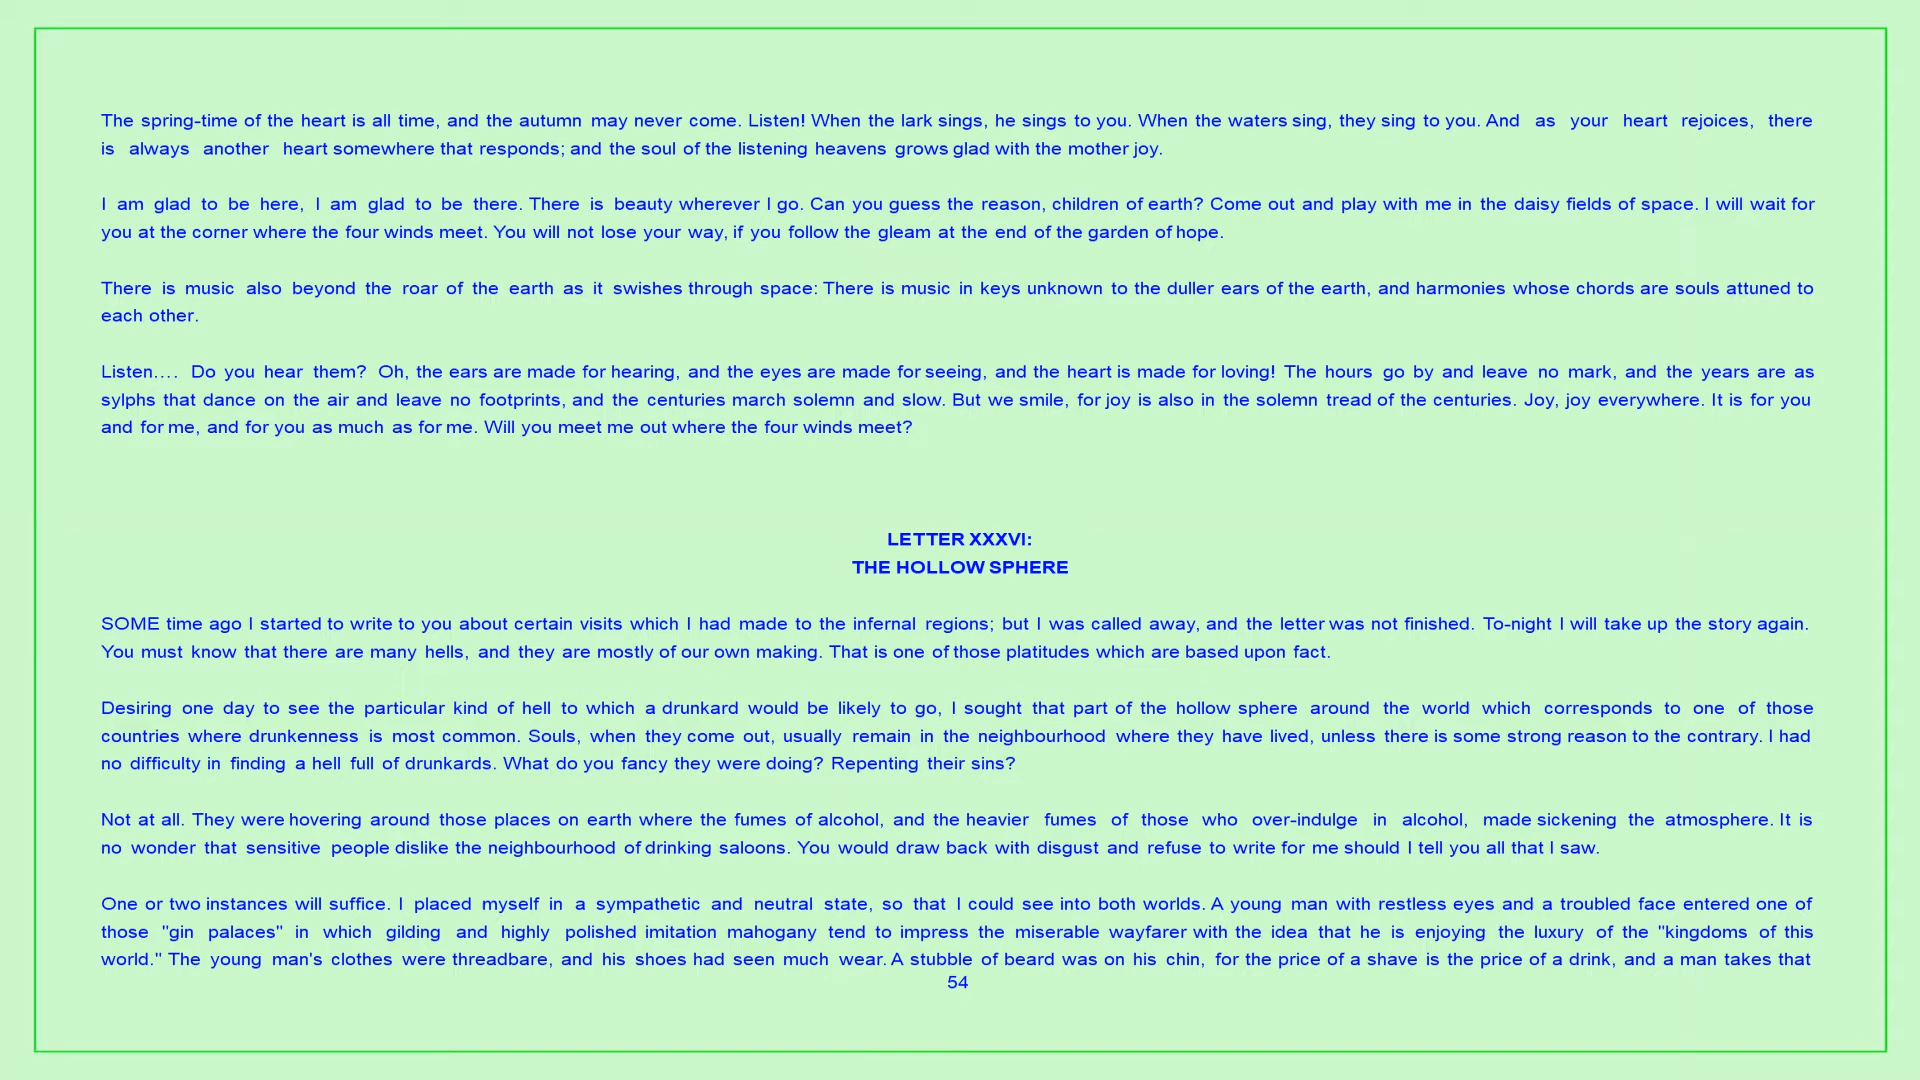 The spring-time of the heart is all time, and the autumn may never come. Listen! When the lark sings, he sings to you. When the waters sing, they sing to you. And as your heart rejoices, there
is always another heart somewhere that responds; and the soul of the listening heavens grows glad with the mother joy.
I am glad to be here, I am glad to be there. There is beauty wherever I go. Can you guess the reason, children of earth? Come out and play with me in the daisy fields of space. I will wait for
you at the corner where the four winds meet. You will not lose your way, if you follow the gleam at the end of the garden of hope.
There is music also beyond the roar of the earth as it swishes through space: There is music in keys unknown to the duller ears of the earth, and harmonies whose chords are souls attuned to
each other.
Listen…. Do you hear them? Oh, the ears are made for hearing, and the eyes are made for seeing, and the heart is made for loving! The hours go by and leave no mark, and the years are as
sylphs that dance on the air and leave no footprints, and the centuries march solemn and slow. But we smile, for joy is also in the solemn tread of the centuries. Joy, joy everywhere. It is for you
and for me, and for you as much as for me. Will you meet me out where the four winds meet?
LETTER XXXVI:
THE HOLLOW SPHERE
SOME time ago I started to write to you about certain visits which I had made to the infernal regions; but I was called away, and the letter was not finished. To-night I will take up the story again.
You must know that there are many hells, and they are mostly of our own making. That is one of those platitudes which are based upon fact.
Desiring one day to see the particular kind of hell to which a drunkard would be likely to go, I sought that part of the hollow sphere around the world which corresponds to one of those
countries where drunkenness is most common. Souls, when they come out, usually remain in the neighbourhood where they have lived, unless there is some strong reason to the contrary. I had
no difficulty in finding a hell full of drunkards. What do you fancy they were doing? Repenting their sins?
Not at all. They were hovering around those places on earth where the fumes of alcohol, and the heavier fumes of those who over-indulge in alcohol, made sickening the atmosphere. It is
no wonder that sensitive people dislike the neighbourhood of drinking saloons. You would draw back with disgust and refuse to write for me should I tell you all that I saw.
One or two instances will suffice. I placed myself in a sympathetic and neutral state, so that I could see into both worlds. A young man with restless eyes and a troubled face entered one of
those "gin palaces" in which gilding and highly polished imitation mahogany tend to impress the miserable wayfarer with the idea that he is enjoying the luxury of the "kingdoms of this
world." The young man's clothes were threadbare, and his shoes had seen much wear. A stubble of beard was on his chin, for the price of a shave is the price of a drink, and a man takes that
54